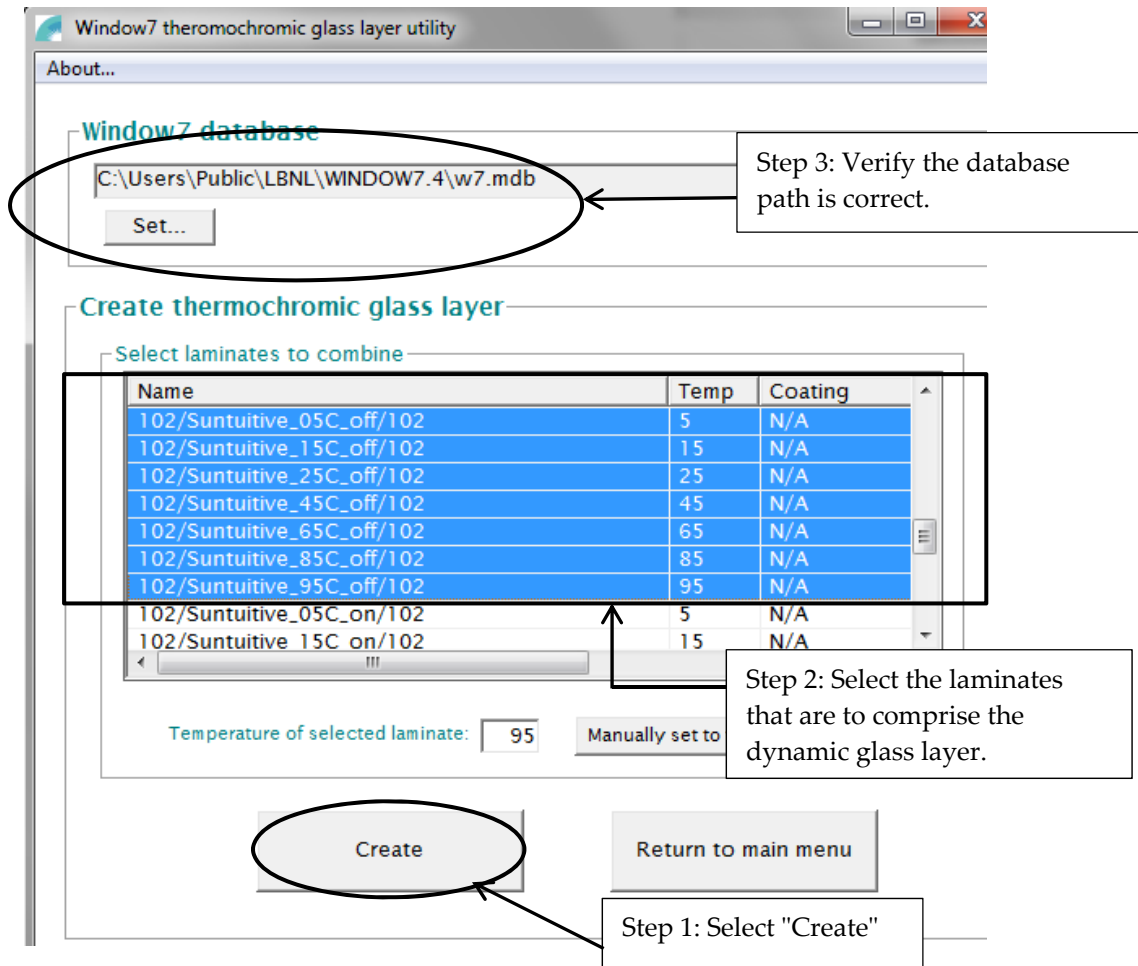 Window7 theromochromic glass layer utility
About...
Window7 database
C:\Users\Public\LBNL\WINDOW7.4\w7.mdb
Set...
Step 3: Verify the database
path is correct.
Create thermochromic glass layer
Select laminates to combine
Name Temp Coating
102/Suntuitive_05C_off/102 5 N/A
102/Suntuitive_15C_off/102 15 N/A
102/Suntuitive_25C_off/102 25 N/A
102/Suntuitive_45C_off/102 45 N/A
102/Suntuitive_65C_off/102 65 N/A
102/Suntuitive_85C_off/102 85 N/A
102/Suntuitive_95C_off/102 95 N/A
102/Suntuitive_05C_on/102 5 N/A
102/Suntuitive_15C_on/102 15 N/A
Step 2: Select the laminates
that are to comprise the
dynamic glass layer.
Temperature of selected laminate: 95 Manually set to
Create Return to main menu
Step 1: Select "Create"